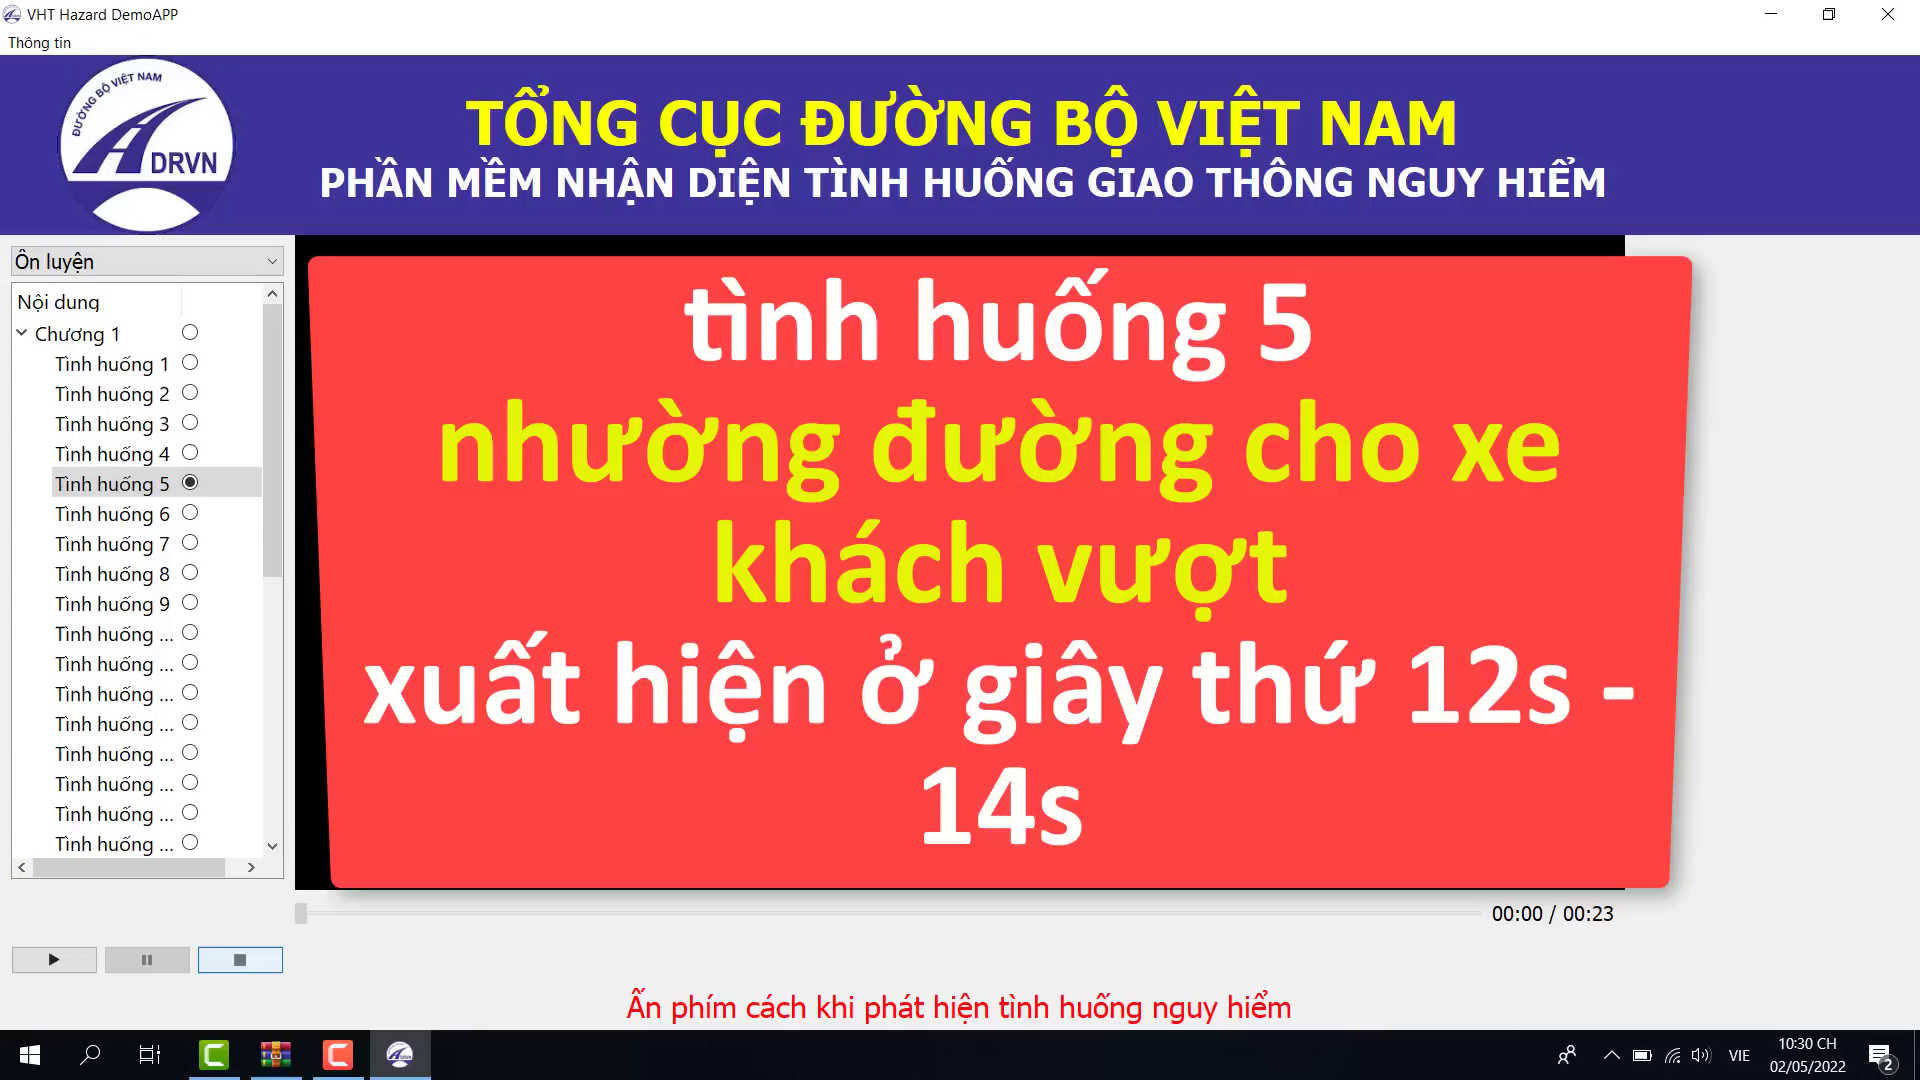 VHT Hazard DemoAPP
Thông tin
ĐƯỜNG BỘ VIỆT NAM
DRVN
TỔNG CỤC ĐƯỜNG BỘ VIỆT NAM
PHẦN MỀM NHẬN DIỆN TÌNH HUỐNG GIAO THÔNG NGUY HIỂM
Ôn luyện
Nội dung
Chương 1
Tình huống 1
Tình huống 2
Tình huống 3
Tình huống 4
Tình huống 5
Tình huống 6
Tình huống 7
Tình huống 8
Tình huống 9
Tình huống ...
Tình huống ...
Tình huống ...
Tình huống ...
Tình huống ...
Tình huống ...
Tình huống ...
Tình huống ...
tình huống 5
nhường đường cho xe
khách vượt
xuất hiện ở giây thứ 12s -
14s
00:00 / 00:23
Ấn phím cách khi phát hiện tình huống nguy hiểm
VIE
10:30 CH
02/05/2022
2